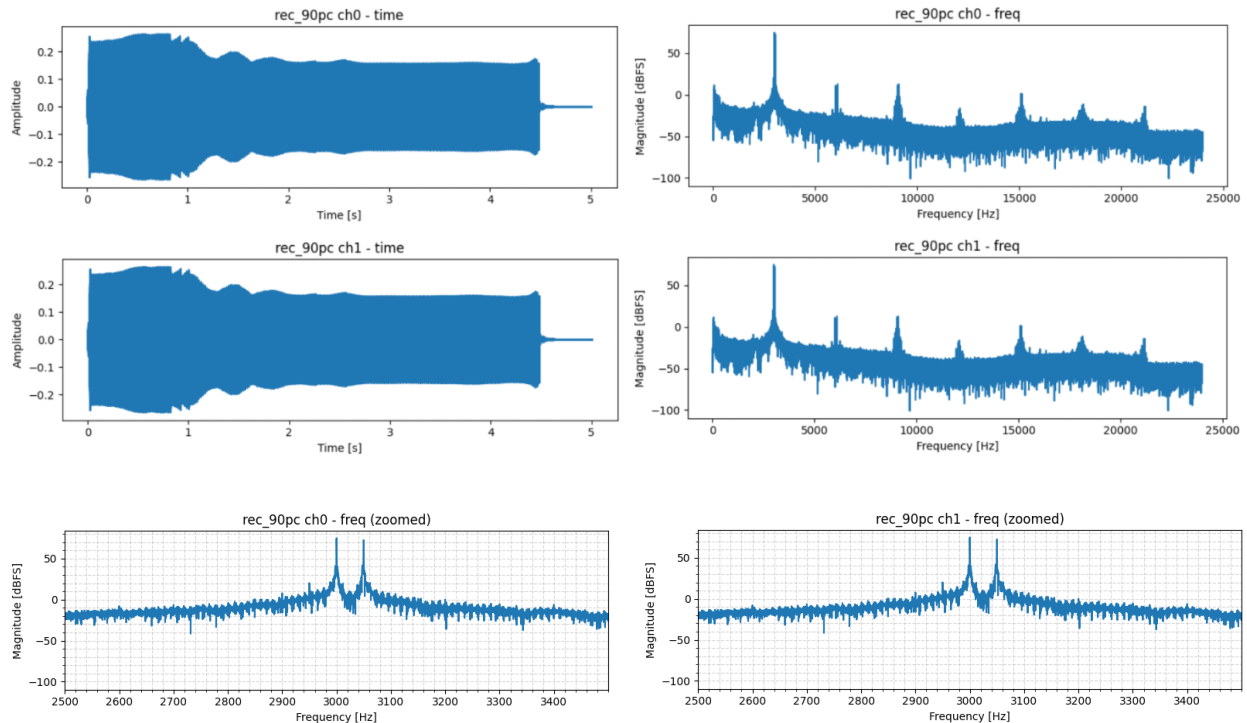 rec_90pc ch0 - time
Amplitude
0.2
0.1
0.0
−0.1
−0.2
0 1 2 3 4 5
Time [s]
rec_90pc ch0 - freq
Magnitude [dBFS]
50
0
−50
−100
0 5000 10000 15000 20000 25000
Frequency [Hz]
rec_90pc ch1 - time
Amplitude
0.2
0.1
0.0
−0.1
−0.2
0 1 2 3 4 5
Time [s]
rec_90pc ch1 - freq
Magnitude [dBFS]
50
0
−50
−100
0 5000 10000 15000 20000 25000
Frequency [Hz]
rec_90pc ch0 - freq (zoomed)
Magnitude [dBFS]
50
0
−50
−100
2500 2600 2700 2800 2900 3000 3100 3200 3300 3400
Frequency [Hz]
rec_90pc ch1 - freq (zoomed)
Magnitude [dBFS]
50
0
−50
−100
2500 2600 2700 2800 2900 3000 3100 3200 3300 3400
Frequency [Hz]